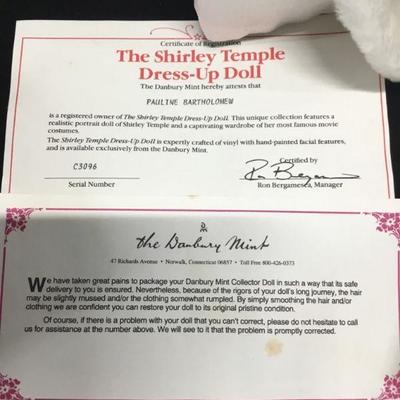 Certificate of Registration
The Shirley Temple
Dress-Up Doll
The Danbury Mint hereby attests that
PAULINE BARTHOLOMEW
is a registered owner of The Shirley Temple Dress-Up Doll. This unique collection features a
realistic portrait doll of Shirley Temple and a captivating wardrobe of her most famous movie
costumes.
The Shirley Temple Dress-Up Doll is expertly crafted of vinyl with hand-painted facial features, and
is available exclusively from the Danbury Mint.
Certified by
C3096
Serial Number
Ron Bergamesca, Manager
DM
the Danbury Mint
47 Richards Avenue • Norwalk, Connecticut 06857 • Toll Free 800-426-0373
We have taken great pains to package your Danbury Mint Collector Doll in such a way that its safe
delivery to you is ensured. Nevertheless, because of the rigors of your doll's long journey, the hair
may be slightly mussed and/or the clothing somewhat rumpled. By simply smoothing the hair and/or
clothing we are confident you can restore your doll to its original pristine condition.
Of course, if there is a problem with your doll that you can't correct, please do not hesitate to call
us for assistance at the number above. We will see to it that the problem is promptly corrected.